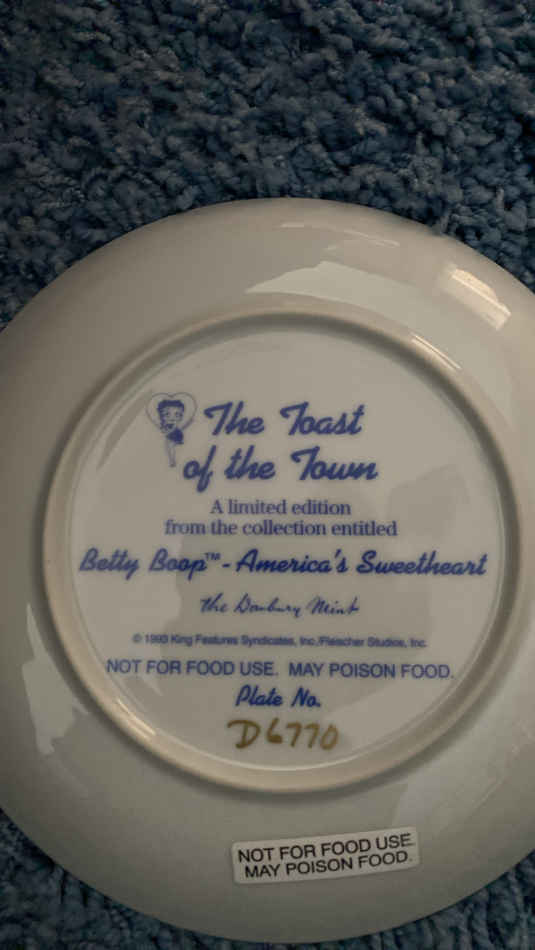 The Toast
of the Town
A limited edition
from the collection entitled
Betty Boop™ - America's Sweetheart
The Danbury Mint
© 1993 King Features Syndicates, Inc./Fleischer Studios, Inc.
NOT FOR FOOD USE. MAY POISON FOOD.
Plate No.
D6770
NOT FOR FOOD USE.
MAY POISON FOOD.